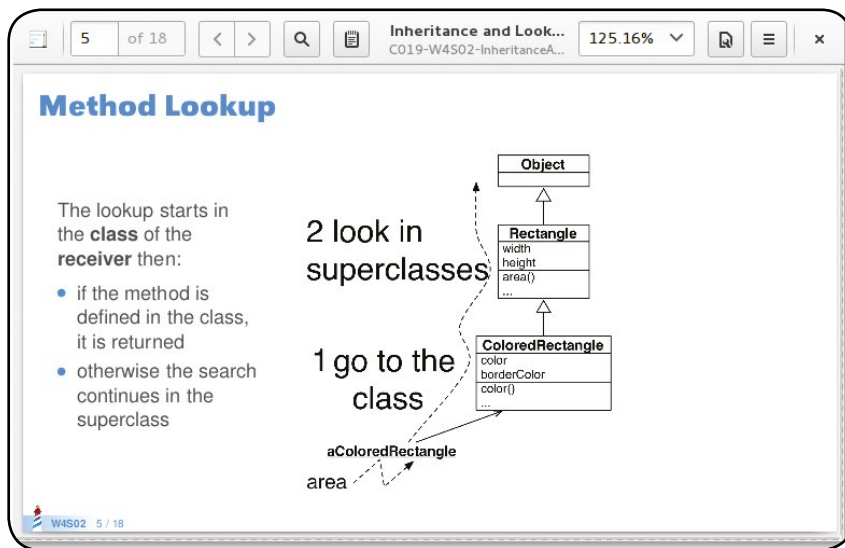 5 of 18
Inheritance and Look...
C019-W4S02-InheritanceA...
125.16%
Method Lookup
The lookup starts in
the class of the
receiver then:
• if the method is
defined in the class,
it is returned
• otherwise the search
continues in the
superclass
2 look in
superclasses
1 go to the
class
Object
Rectangle
width
height
area()
...
ColoredRectangle
color
borderColor
color()
...
aColoredRectangle
area
W4S02 5 / 18